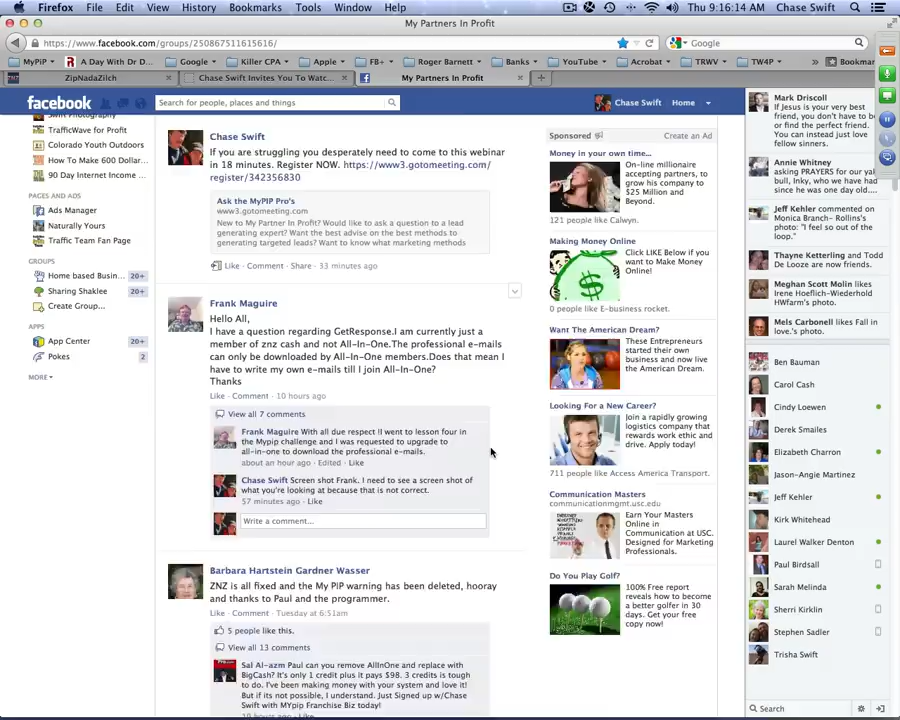 Firefox File Edit View History Bookmarks Tools Window Help Thu 9:16:14 AM Chase Swift
My Partners In Profit
https://www.facebook.com/groups/250867511615616/
Google
MyPiP A Day With Dr D... Google Killer CPA Apple FB+ Roger Barnett Banks YouTube Acrobat TRWV TW4P » Bookmar
ZipNadaZilch
Chase Swift Invites You To Watc...
My Partners In Profit
facebook
Search for people, places and things
Chase Swift Home
Swift Photography
TrafficWave for Profit
Colorado Youth Outdoors
How To Make 600 Dollar...
90 Day Internet Income ...
PAGES AND ADS
Ads Manager
Naturally Yours
Traffic Team Fan Page
GROUPS
Home based Busin... 20+
Sharing Shaklee 20+
Create Group...
APPS
App Center 20+
Pokes 2
MORE
Chase Swift
If you are struggling you desperately need to come to this webinar
in 18 minutes. Register NOW. https://www3.gotomeeting.com/
register/342356830
Ask the MyPIP Pro's
www3.gotomeeting.com
New to My Partner In Profit? Would like to ask a question to a lead
generating expert? Want the best advise on the best methods to
generating targeted leads? Want to know what marketing methods
Like · Comment · Share · 33 minutes ago
Frank Maguire
Hello All,
I have a question regarding GetResponse.I am currently just a
member of znz cash and not All-In-One.The professional e-mails
can only be downloaded by All-In-One members.Does that mean I
have to write my own e-mails till I join All-In-One?
Thanks
Like · Comment · 10 hours ago
View all 7 comments
Frank Maguire With all due respect !I went to lesson four in
the Mypip challenge and I was requested to upgrade to
all-in-one to download the professional e-mails.
about an hour ago · Edited · Like
Chase Swift Screen shot Frank. I need to see a screen shot of
what you're looking at because that is not correct.
57 minutes ago · Like
Write a comment...
Barbara Hartstein Gardner Wasser
ZNZ is all fixed and the My PIP warning has been deleted, hooray
and thanks to Paul and the programmer.
Like · Comment · Tuesday at 6:51am
5 people like this.
View all 13 comments
Sal Al-azm Paul can you remove AllInOne and replace with
BigCash? It's only 1 credit plus it pays $98. 3 credits is tough
to do. I've been making money with your system and love it!
But if its not possible, I understand. Just Signed up w/Chase
Swift with MYpip Franchise Biz today!
10 hours ago · Like
Sponsored Create an Ad
Money in your own time...
On-line millionaire
accepting partners, to
grow his company to
$25 Million and
Beyond.
121 people like Calwyn.
Making Money Online
Click LIKE Below if you
want to Make Money
Online!
0 people like E-business rocket.
Want The American Dream?
These Entrepreneurs
started their own
business and now live
the American Dream.
Looking For a New Career?
Join a rapidly growing
logistics company that
rewards work ethic and
drive. Apply today!
711 people like Access America Transport.
Communication Masters
communicationmgmt.usc.edu
Earn Your Masters
Online in
Communication at USC.
Designed for Marketing
Professionals.
Do You Play Golf?
100% Free report
reveals how to become
a better golfer in 30
days. Get your free
copy now!
Mark Driscoll
If Jesus is your very best
friend, you don't have to be
or find the perfect friend.
You can instead just love
fellow sinners.
Annie Whitney
asking PRAYERS for our yay
bull, Inky, who we have had
since he was one day old....
Jeff Kehler commented on
Monica Branch- Rollins's
photo: "I feel so out of the
loop."
Thayne Ketterling and Todd
De Looze are now friends.
Meghan Scott Molin likes
Irene Hoeflich-Wiederhold
HWfarm's photo.
Mels Carbonell likes Fall in
love.'s photo.
Ben Bauman
Carol Cash
Cindy Loewen
Derek Smailes
Elizabeth Charron
Jason-Angie Martinez
Jeff Kehler
Kirk Whitehead
Laurel Walker Denton
Paul Birdsall
Sarah Melinda
Sherri Kirklin
Stephen Sadler
Trisha Swift
Search